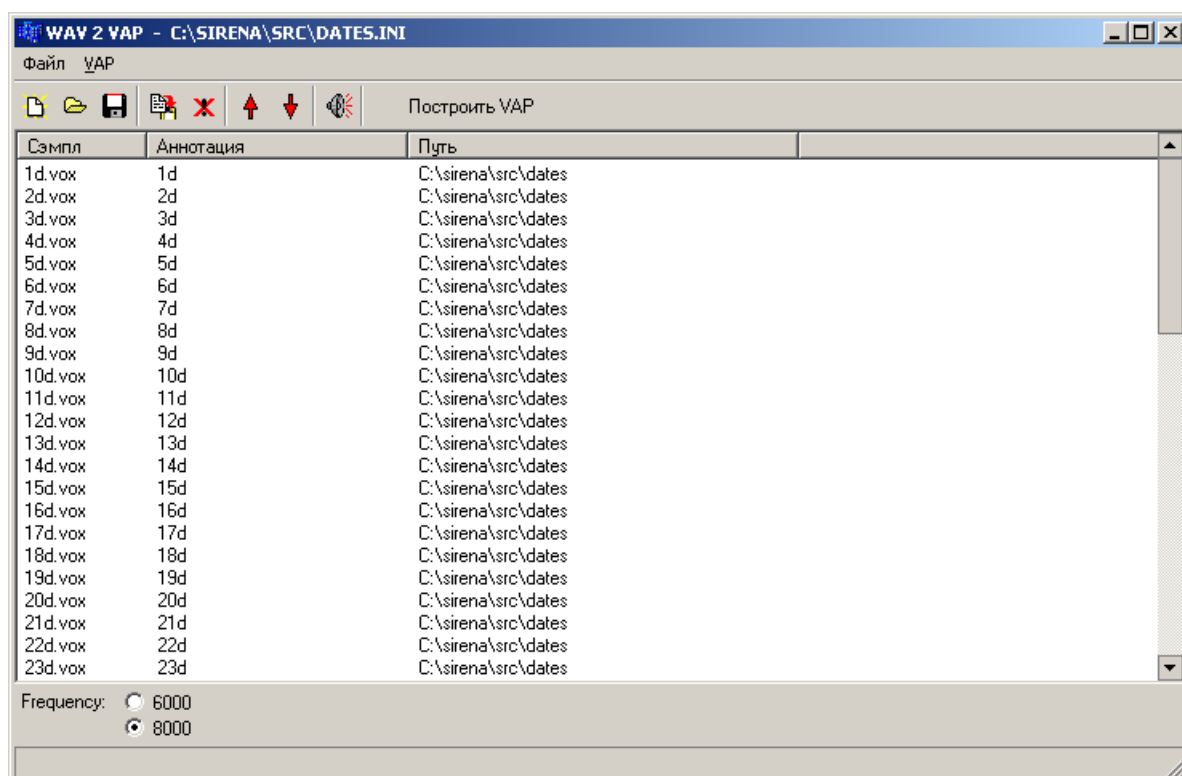 WAV 2 VAP - C:\SIRENA\SRC\DATES.INI
Файл VAP
Построить VAP
Сэмпл Аннотация Путь
1d.vox 1d C:\sirena\src\dates
2d.vox 2d C:\sirena\src\dates
3d.vox 3d C:\sirena\src\dates
4d.vox 4d C:\sirena\src\dates
5d.vox 5d C:\sirena\src\dates
6d.vox 6d C:\sirena\src\dates
7d.vox 7d C:\sirena\src\dates
8d.vox 8d C:\sirena\src\dates
9d.vox 9d C:\sirena\src\dates
10d.vox 10d C:\sirena\src\dates
11d.vox 11d C:\sirena\src\dates
12d.vox 12d C:\sirena\src\dates
13d.vox 13d C:\sirena\src\dates
14d.vox 14d C:\sirena\src\dates
15d.vox 15d C:\sirena\src\dates
16d.vox 16d C:\sirena\src\dates
17d.vox 17d C:\sirena\src\dates
18d.vox 18d C:\sirena\src\dates
19d.vox 19d C:\sirena\src\dates
20d.vox 20d C:\sirena\src\dates
21d.vox 21d C:\sirena\src\dates
22d.vox 22d C:\sirena\src\dates
23d.vox 23d C:\sirena\src\dates
Frequency: 6000
8000